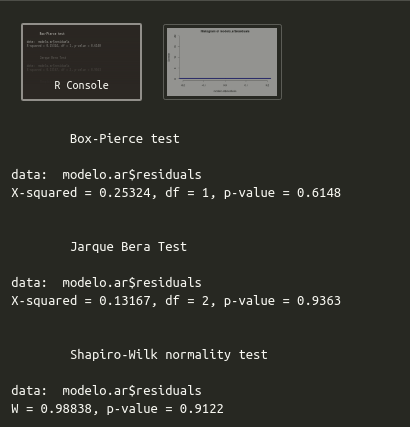 R Console
Box-Pierce test
data:  modelo.ar$residuals
X-squared = 0.25324, df = 1, p-value = 0.6148
Jarque Bera Test
data:  modelo.ar$residuals
X-squared = 0.13167, df = 2, p-value = 0.9363
Shapiro-Wilk normality test
data:  modelo.ar$residuals
W = 0.98838, p-value = 0.9122